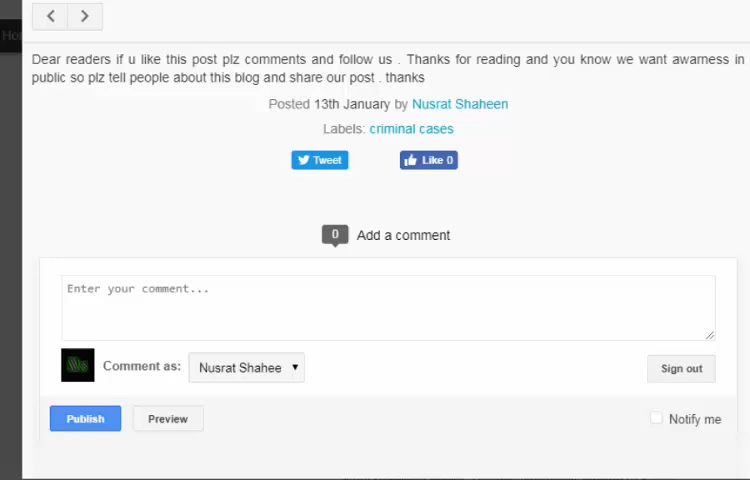 Ho
Dear readers if u like this post plz comments and follow us . Thanks for reading and you know we want awarness in
public so plz tell people about this blog and share our post . thanks
Posted 13th January by Nusrat Shaheen
Labels: criminal cases
Tweet Like 0
0 Add a comment
Enter your comment...
Comment as: Nusrat Shahee Sign out
Publish Preview Notify me